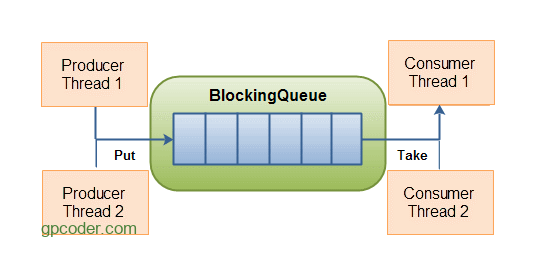 Producer
Thread 1
BlockingQueue
Consumer
Thread 1
Put
Take
Producer
Thread 2
Consumer
Thread 2
gpcoder.com